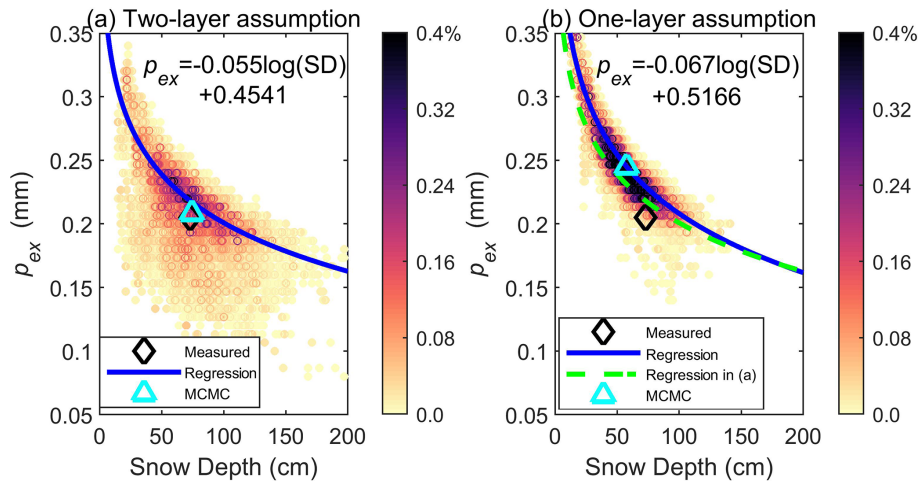 (a) Two-layer assumption
0.35
0.3
0.25
0.2
0.15
0.1
0.05
p_ex (mm)
p_ex=-0.055log(SD)
+0.4541
Measured
Regression
MCMC
0 50 100 150 200
Snow Depth (cm)
0.4%
0.32
0.24
0.16
0.08
0.0
(b) One-layer assumption
0.35
0.3
0.25
0.2
0.15
0.1
0.05
p_ex (mm)
p_ex=-0.067log(SD)
+0.5166
Measured
Regression
Regression in (a)
MCMC
0 50 100 150 200
Snow Depth (cm)
0.4%
0.32
0.24
0.16
0.08
0.0